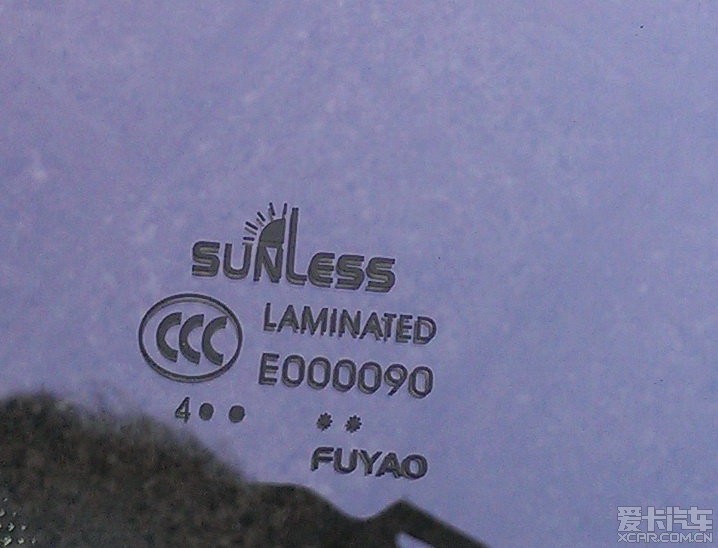 SUNLESS
CCC LAMINATED
E000090
4●● **
FUYAO
爱卡汽车
XCAR.COM.CN